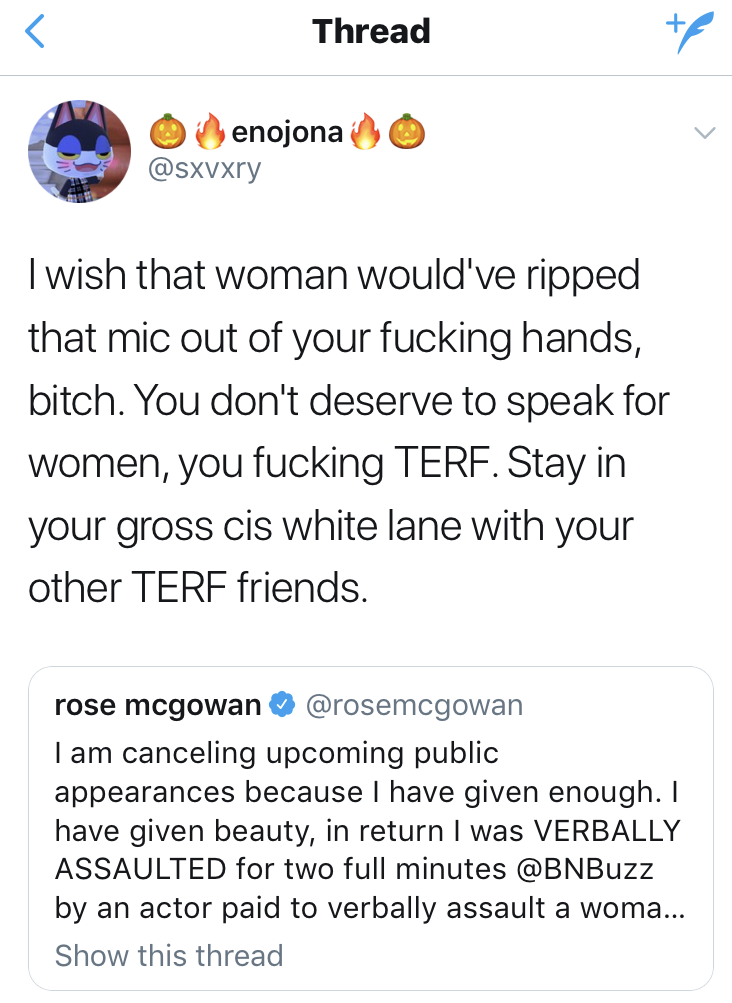 Thread
🎃🔥enojona🔥🎃
@sxvxry
I wish that woman would've ripped
that mic out of your fucking hands,
bitch. You don't deserve to speak for
women, you fucking TERF. Stay in
your gross cis white lane with your
other TERF friends.
rose mcgowan @rosemcgowan
I am canceling upcoming public
appearances because I have given enough. I
have given beauty, in return I was VERBALLY
ASSAULTED for two full minutes @BNBuzz
by an actor paid to verbally assault a woma...
Show this thread